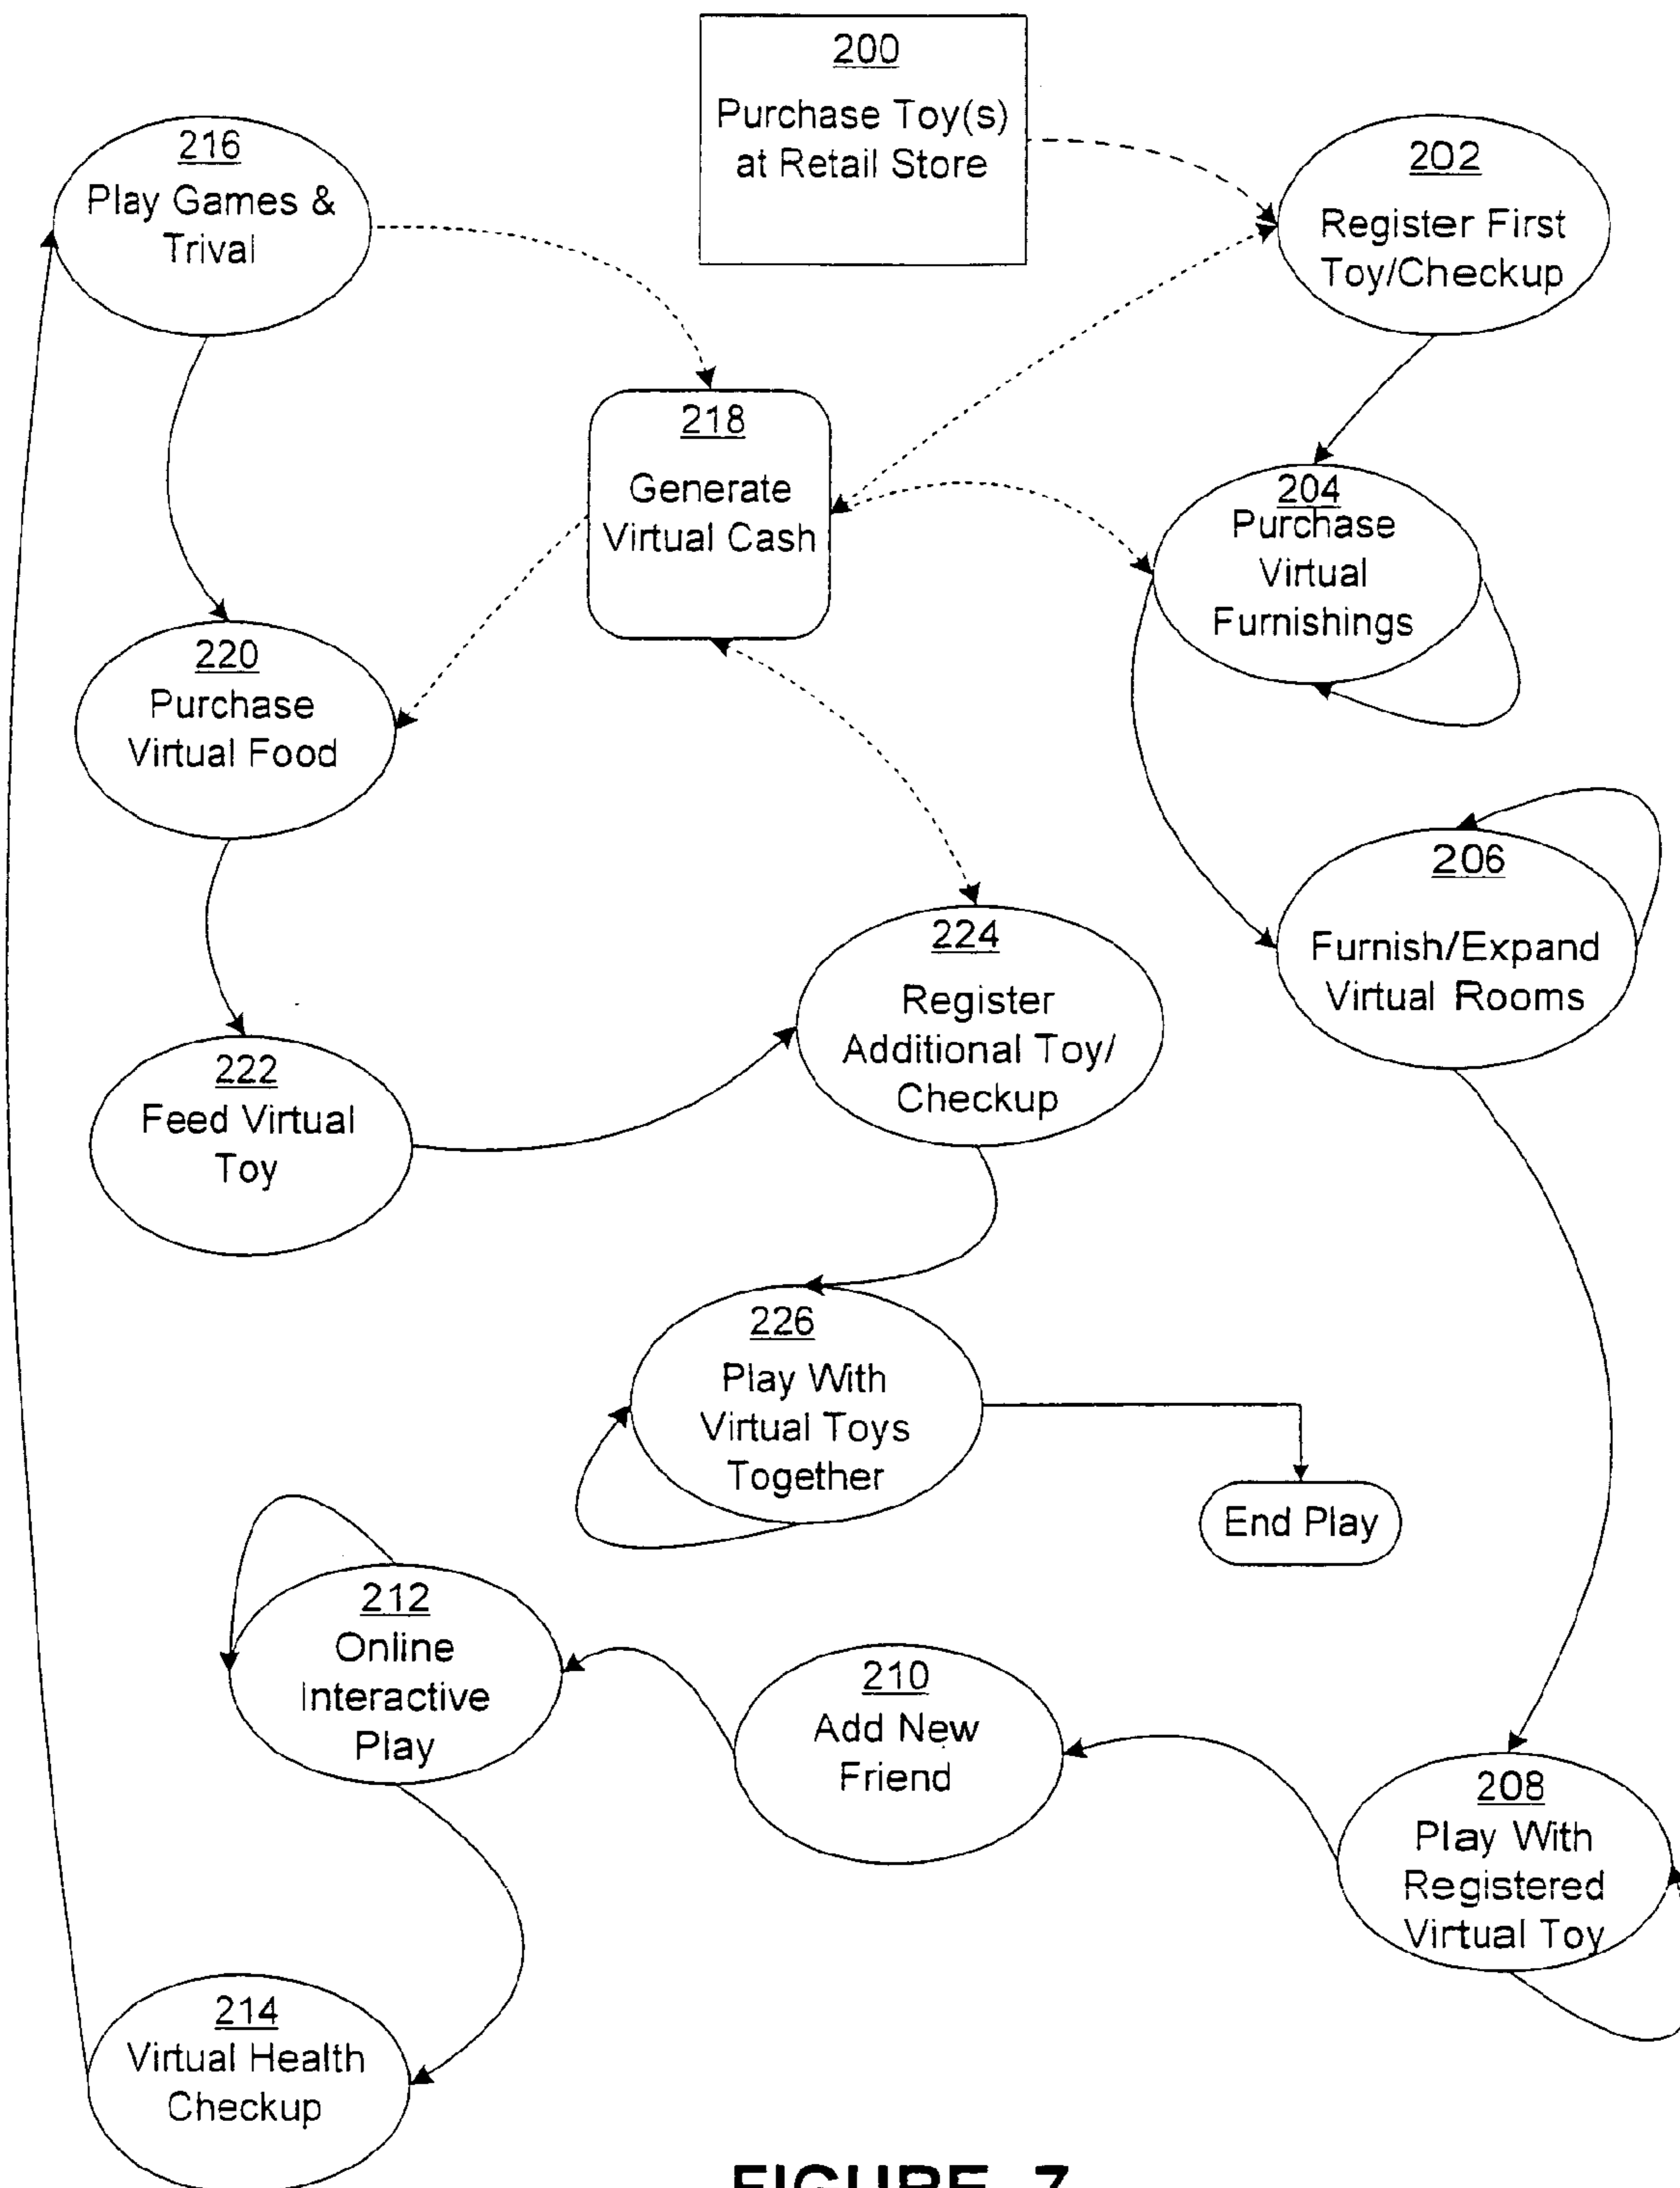 200
Purchase Toy(s)
at Retail Store
216
Play Games &
Trival
202
Register First
Toy/Checkup
218
Generate
Virtual Cash
204
Purchase
Virtual
Furnishings
220
Purchase
Virtual Food
206
Furnish/Expand
Virtual Rooms
224
Register
Additional Toy/
Checkup
222
Feed Virtual
Toy
226
Play With
Virtual Toys
Together
End Play
212
Online
Interactive
Play
210
Add New
Friend
208
Play With
Registered
Virtual Toy
214
Virtual Health
Checkup
FIGURE 7